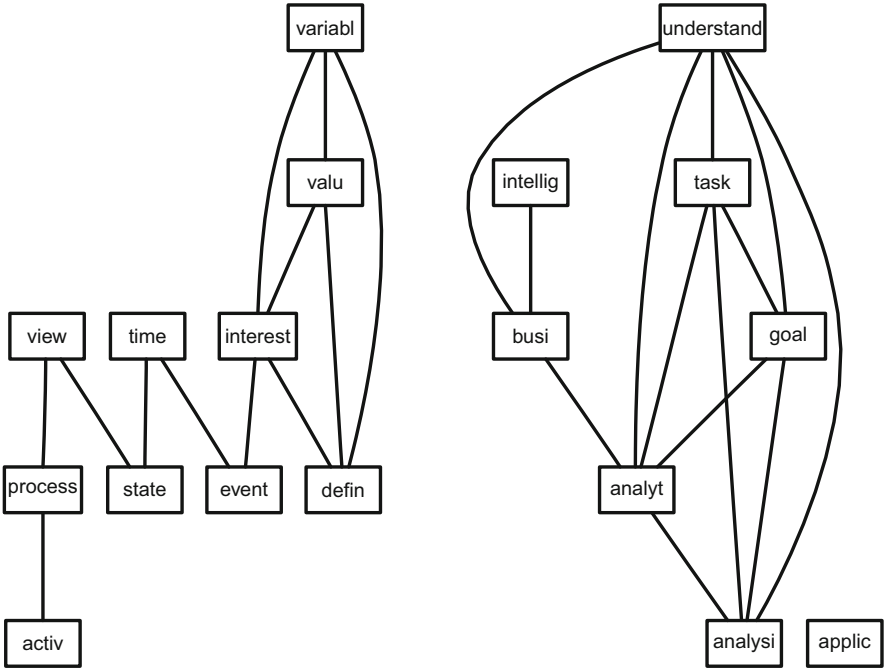 variabl
understand
valu
intellig
task
view
time
interest
busi
goal
process
state
event
defin
analyt
activ
analysi
applic